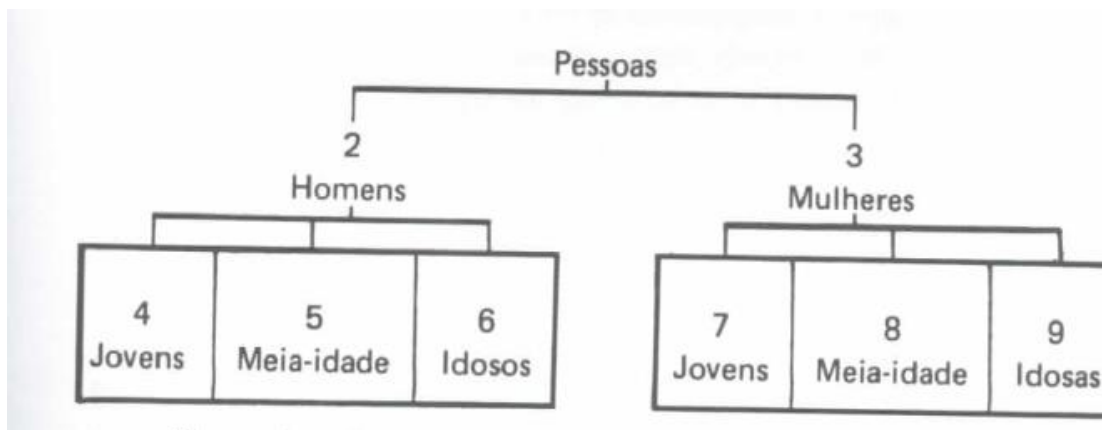 Pessoas
2 3
Homens Mulheres
4 5 6 7 8 9
Jovens Meia-idade Idosos Jovens Meia-idade Idosas